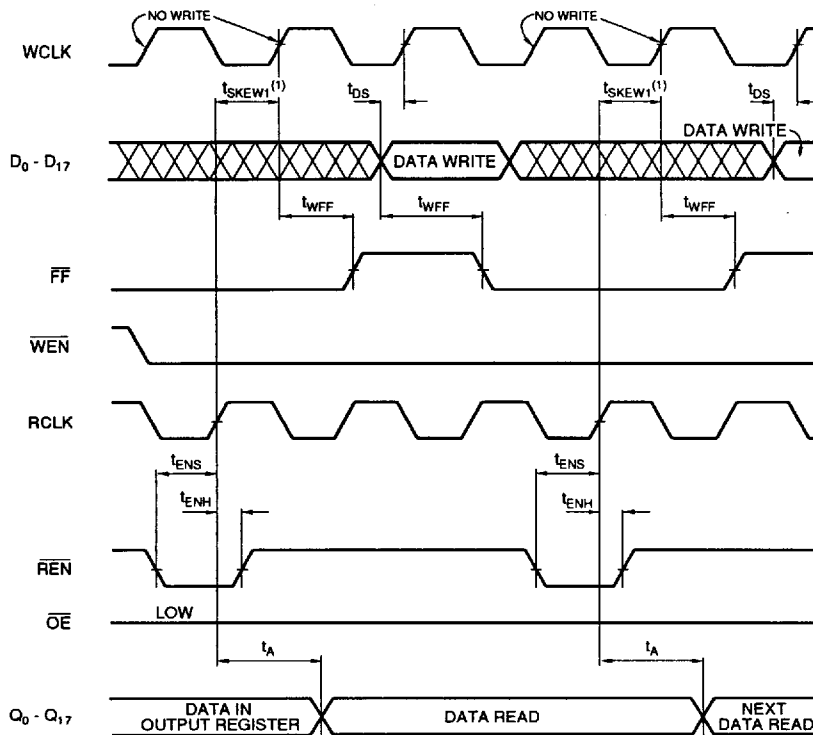 NO WRITE NO WRITE
WCLK
tSKEW1(1) tDS tSKEW1(1) tDS
DATA WRITE
D0 - D17 DATA WRITE
tWFF tWFF tWFF
FF
WEN
RCLK
tENS tENS
tENH tENH
REN
LOW
OE
tA tA
DATA IN NEXT
Q0 - Q17 DATA READ
OUTPUT REGISTER DATA READ